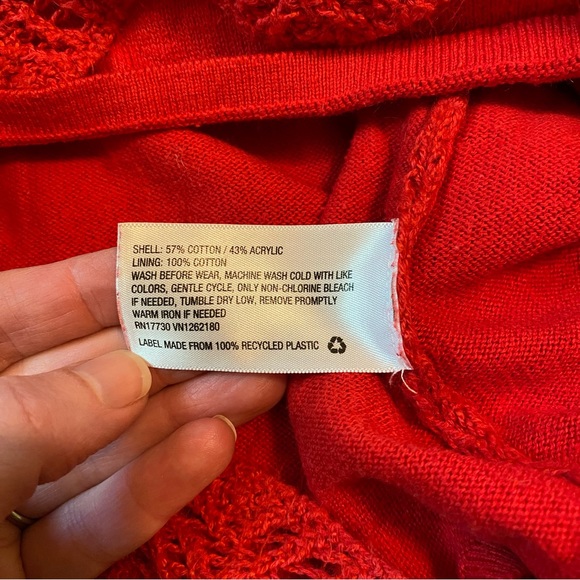 SHELL: 57% COTTON / 43% ACRYLIC
LINING: 100% COTTON
WASH BEFORE WEAR, MACHINE WASH COLD WITH LIKE
COLORS, GENTLE CYCLE, ONLY NON-CHLORINE BLEACH
IF NEEDED, TUMBLE DRY LOW, REMOVE PROMPTLY
WARM IRON IF NEEDED
RN17730 VN1262180
LABEL MADE FROM 100% RECYCLED PLASTIC